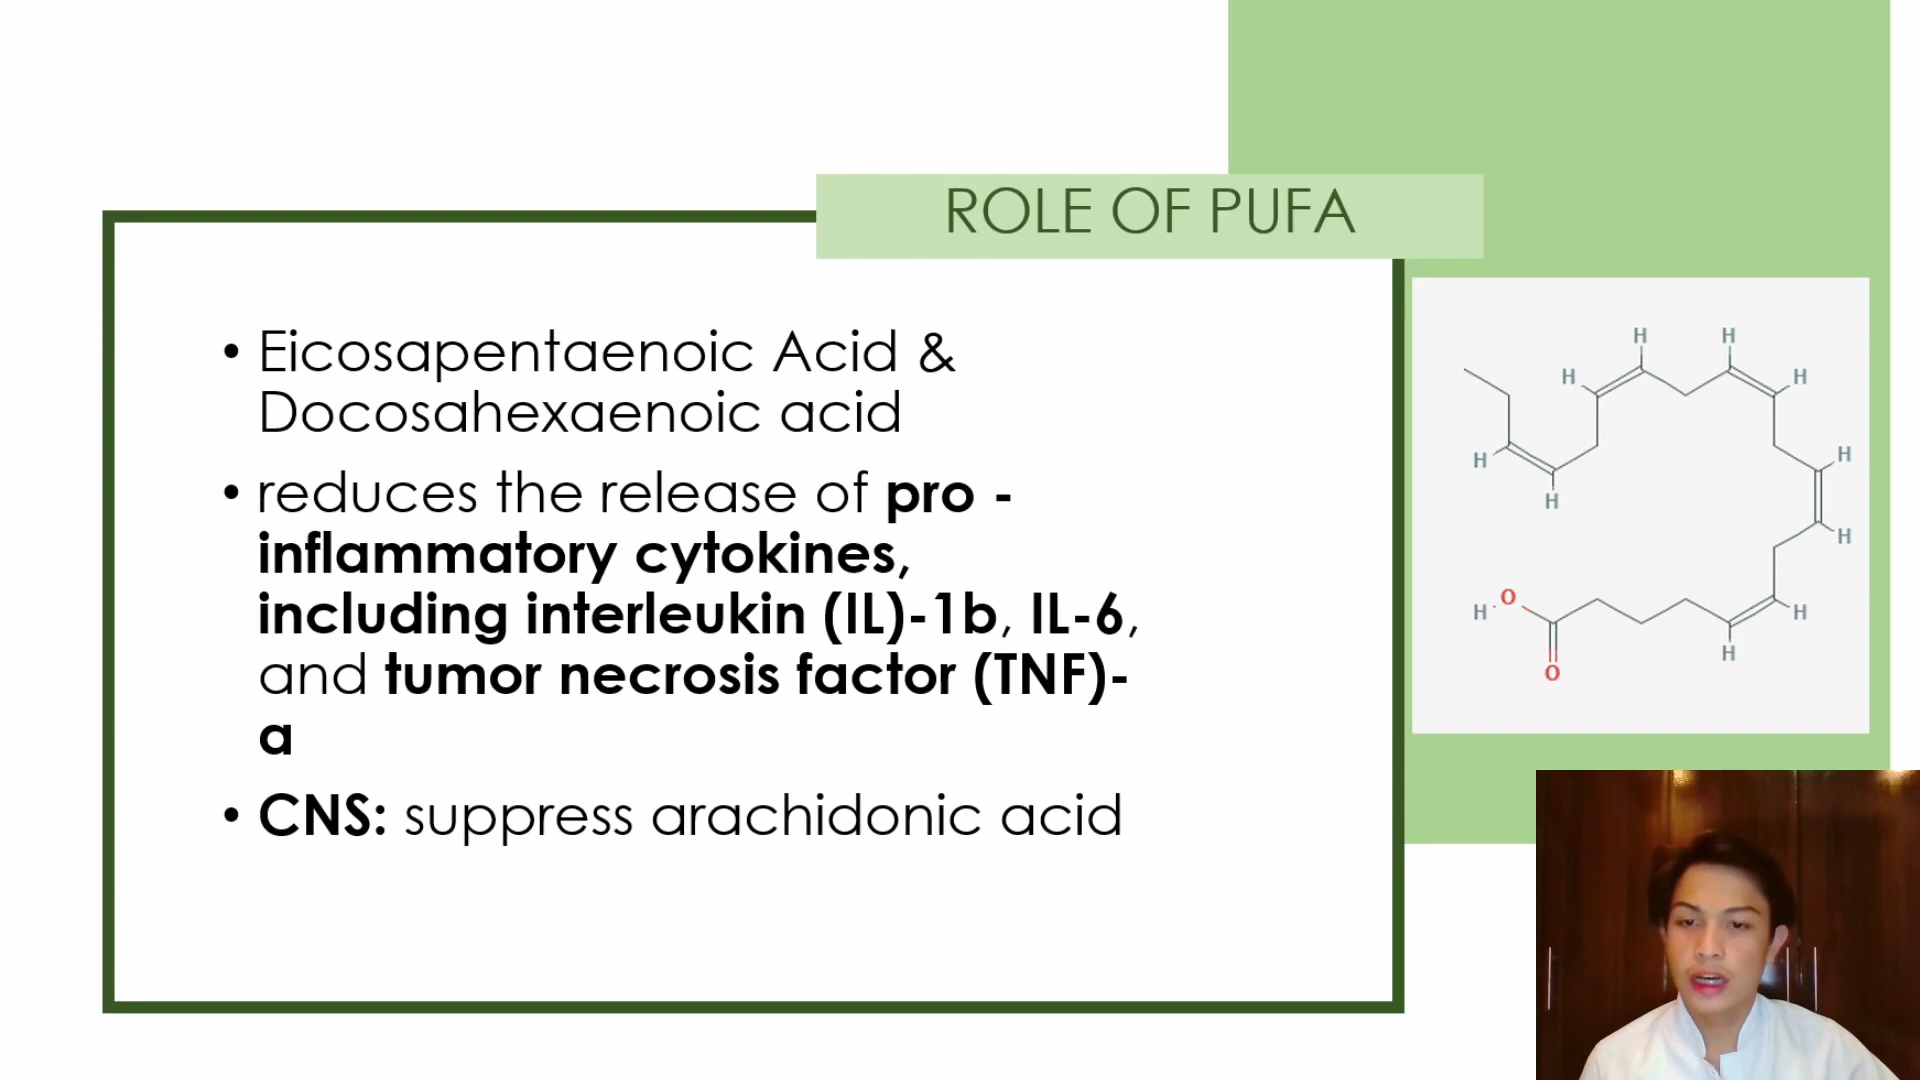 ROLE OF PUFA
• Eicosapentaenoic Acid &
Docosahexaenoic acid
• reduces the release of pro -
inflammatory cytokines,
including interleukin (IL)-1b, IL-6,
and tumor necrosis factor (TNF)-
a
• CNS: suppress arachidonic acid
H H
H H
H H
H H
H O H
H
O